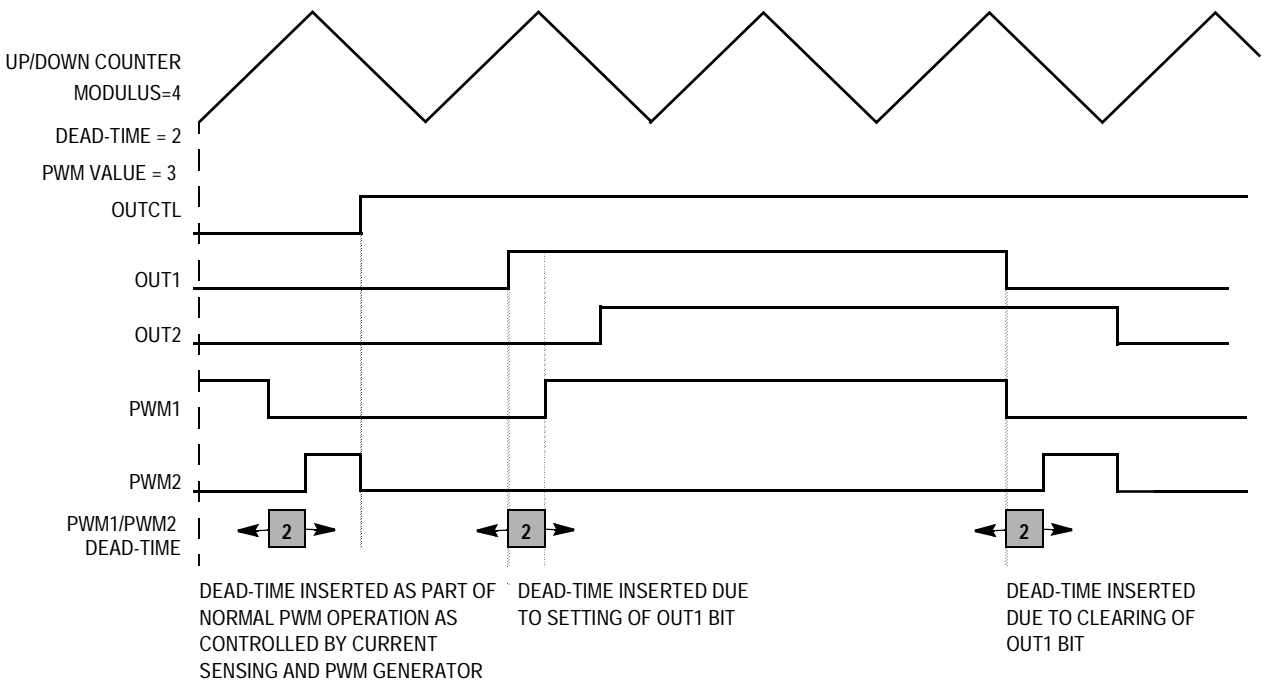 UP/DOWN COUNTER
MODULUS=4
DEAD-TIME = 2
PWM VALUE = 3
OUTCTL
OUT1
OUT2
PWM1
PWM2
PWM1/PWM2
DEAD-TIME
2
2
2
DEAD-TIME INSERTED AS PART OF
NORMAL PWM OPERATION AS
CONTROLLED BY CURRENT
SENSING AND PWM GENERATOR
DEAD-TIME INSERTED DUE
TO SETTING OF OUT1 BIT
DEAD-TIME INSERTED
DUE TO CLEARING OF
OUT1 BIT